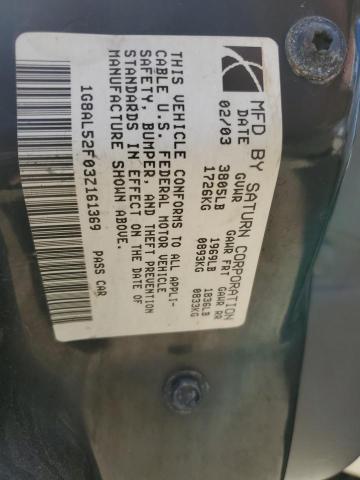 MFD BY SATURN CORPORATION
DATE GVWR GAWR FRT GAWR RR
02/03 3805LB 1969LB 1836LB
1726KG 0893KG 0833KG
THIS VEHICLE CONFORMS TO ALL APPLI-
CABLE U.S. FEDERAL MOTOR VEHICLE
SAFETY, BUMPER, AND THEFT PREVENTION
STANDARDS IN EFFECT ON THE DATE OF
MANUFACTURE SHOWN ABOVE.
1G8AL52F03Z161369 PASS CAR